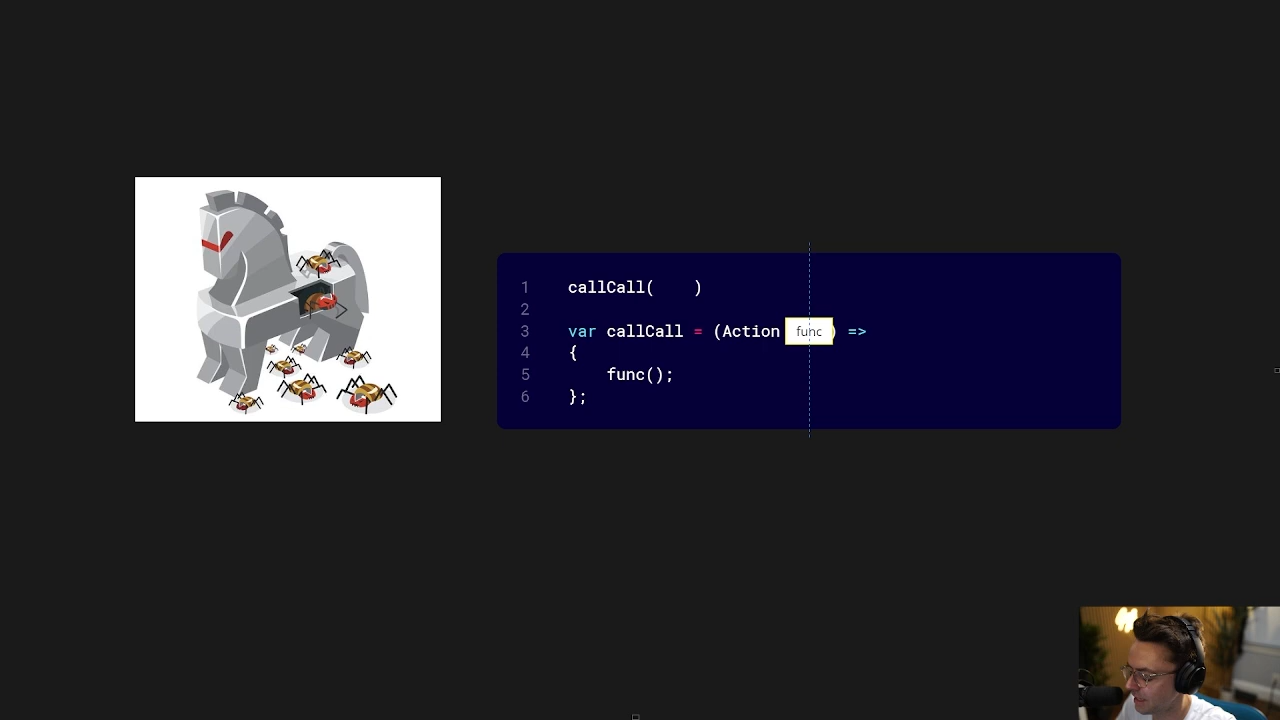 1 callCall(    )
2
3 var callCall = (Action func) =>
4 {
5     func();
6 };